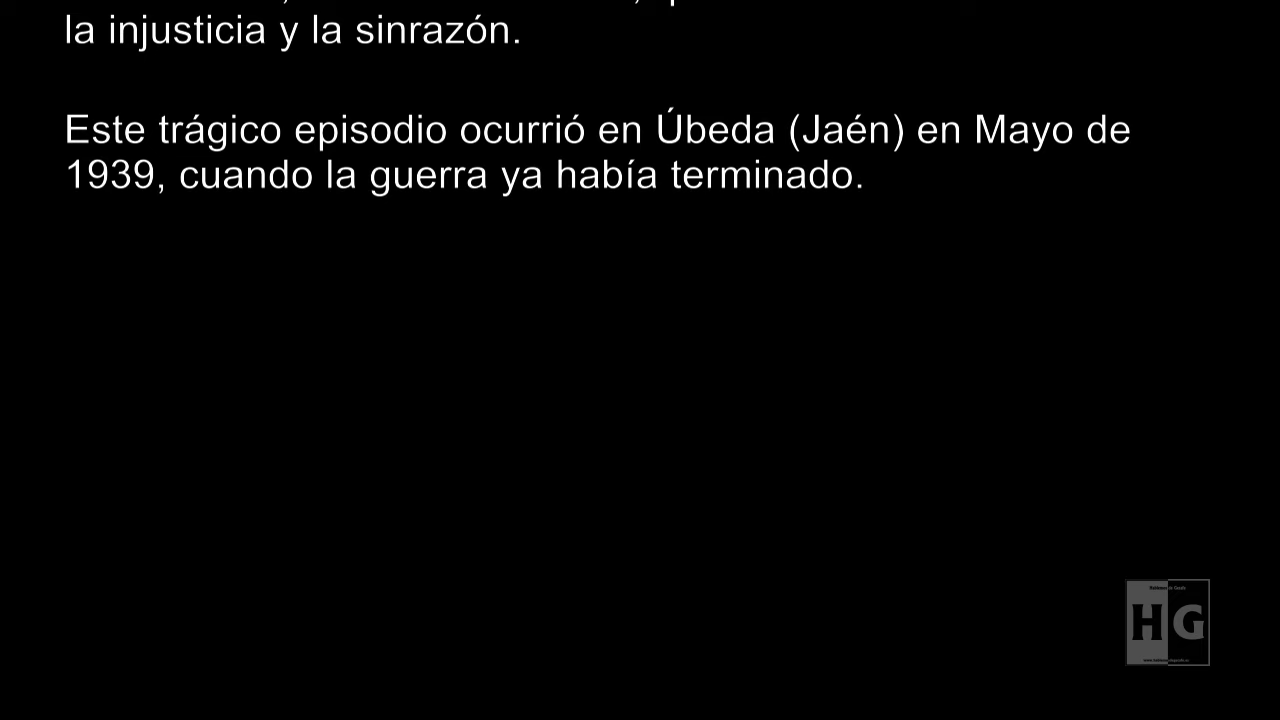 la injusticia y la sinrazón.
Este trágico episodio ocurrió en Úbeda (Jaén) en Mayo de
1939, cuando la guerra ya había terminado.
HG